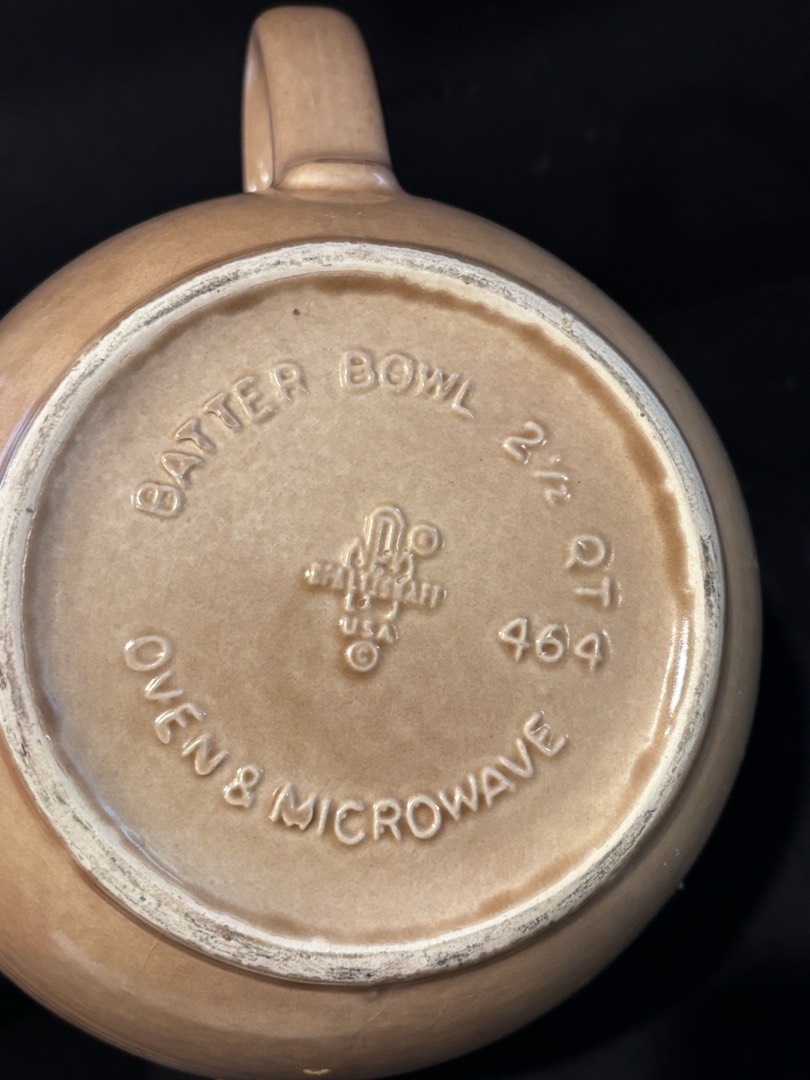 BATTER BOWL 2½ QT
464
©
USA
©
OVEN & MICROWAVE